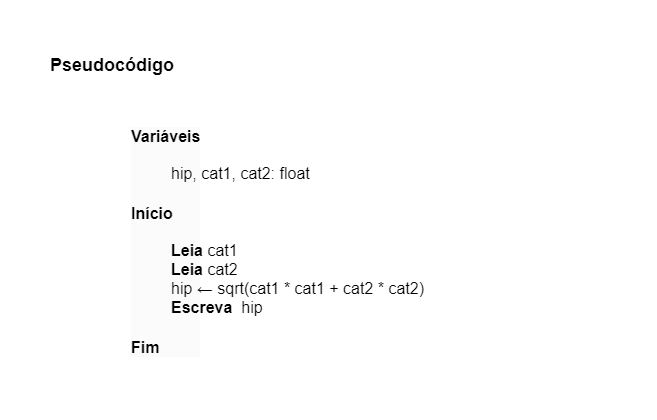 Pseudocódigo
Variáveis
hip, cat1, cat2: float
Início
Leia cat1
Leia cat2
hip ← sqrt(cat1 * cat1 + cat2 * cat2)
Escreva  hip
Fim